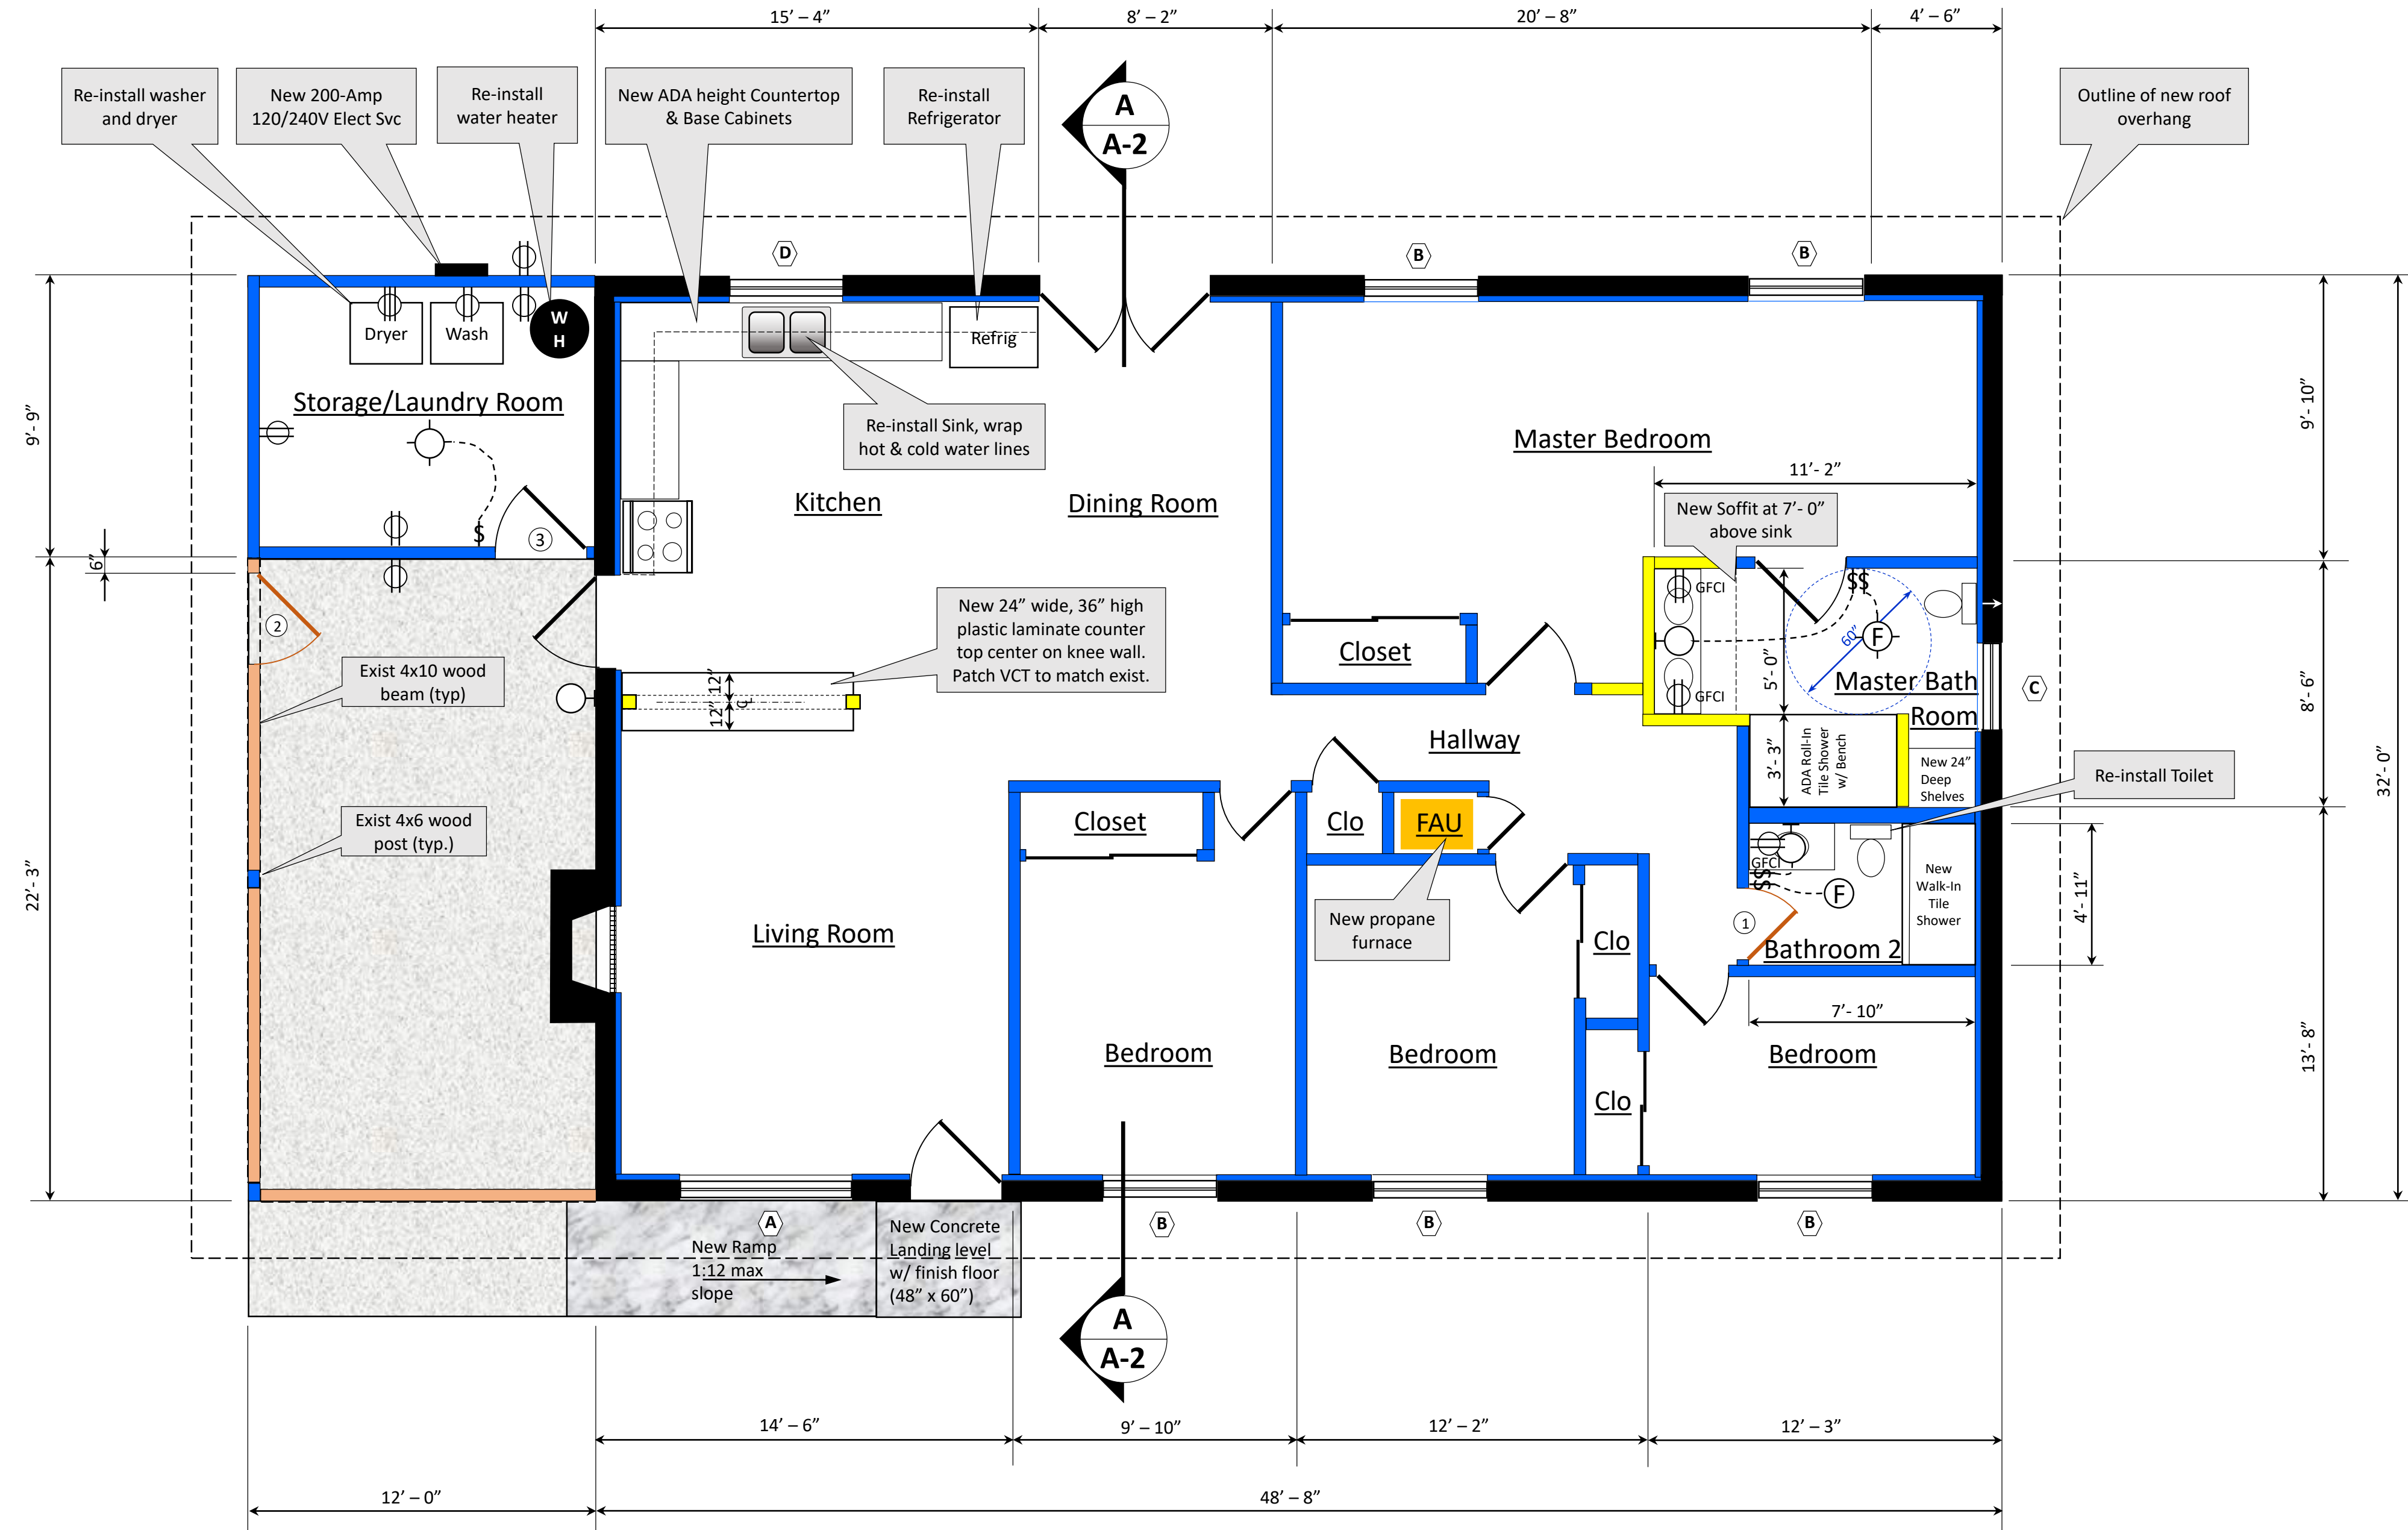 15’ – 4”
8’ – 2”
20’ – 8”
4’ – 6”
Re-install washer
and dryer
New 200-Amp
120/240V Elect Svc
Re-install
water heater
New ADA height Countertop
& Base Cabinets
Re-install
Refrigerator
A
A-2
Outline of new roof
overhang
D
B
B
Dryer
Wash
W
H
Refrig
Storage/Laundry Room
Re-install Sink, wrap
hot & cold water lines
9’- 9”
9’- 10”
Master Bedroom
11’- 2”
Kitchen
Dining Room
New Soffit at 7’- 0”
above sink
$
3
6”
$$
GFCI
2
New 24” wide, 36” high
plastic laminate counter
top center on knee wall.
Patch VCT to match exist.
60”
F
Closet
Exist 4x10 wood
beam (typ)
5’- 0”
12”
12”
CL
GFCI
Master Bath
Room
C
8’- 6”
Hallway
3’- 3”
ADA Roll-In
Tile Shower
w/ Bench
New 24”
Deep
Shelves
Re-install Toilet
32’- 0”
Exist 4x6 wood
post (typ.)
Closet
Clo
FAU
22’- 3”
GFCI
$$
F
New
Walk-In
Tile
Shower
4’- 11”
New propane
furnace
1
Living Room
Clo
Bathroom 2
7’- 10”
Bedroom
Bedroom
Bedroom
13’- 8”
Clo
A
B
B
B
New Ramp
1:12 max
slope
New Concrete
Landing level
w/ finish floor
(48” x 60”)
A
A-2
14’ – 6”
9’ – 10”
12’ – 2”
12’ – 3”
12’ – 0”
48’ – 8”